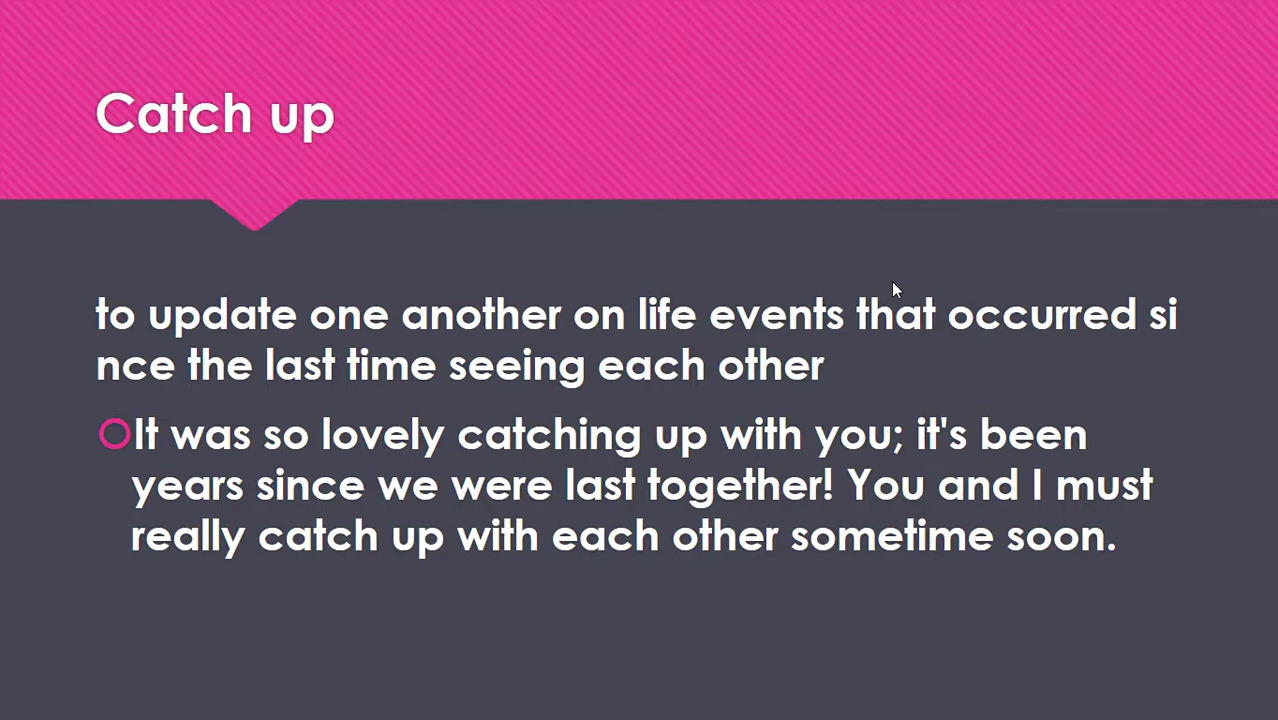 Catch up
to update one another on life events that occurred si
nce the last time seeing each other
It was so lovely catching up with you; it's been
years since we were last together! You and I must
really catch up with each other sometime soon.